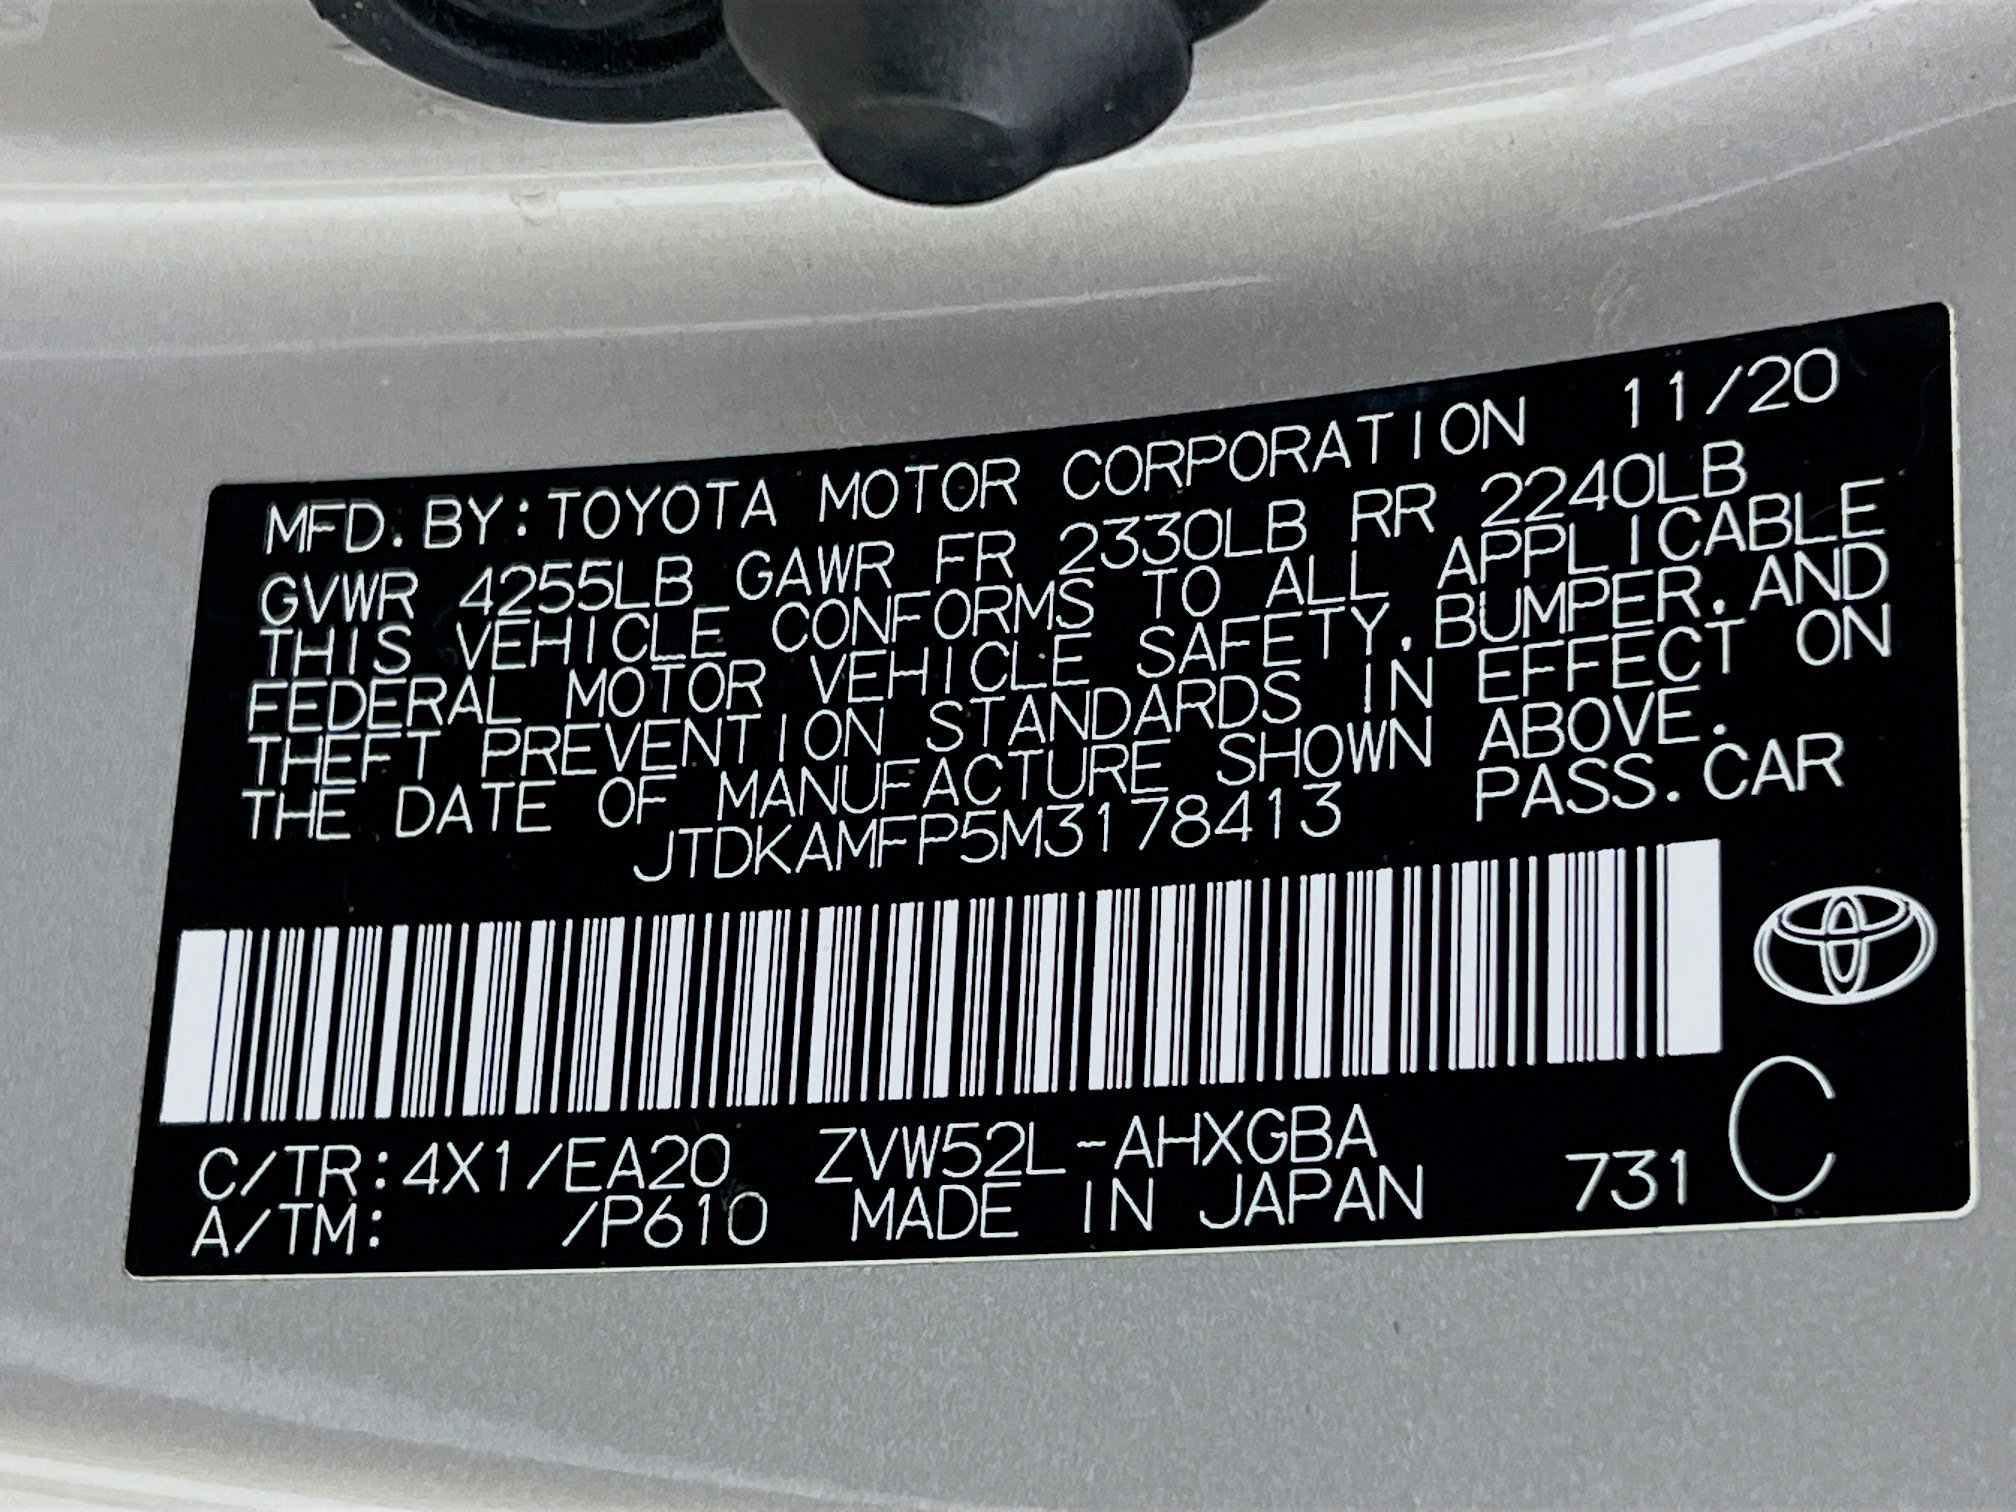 MFD. BY: TOYOTA MOTOR CORPORATION 11/20
GVWR 4255LB GAWR FR 2330LB RR 2240LB
THIS VEHICLE CONFORMS TO ALL APPLICABLE
FEDERAL MOTOR VEHICLE SAFETY, BUMPER, AND
THEFT PREVENTION STANDARDS IN EFFECT ON
THE DATE OF MANUFACTURE SHOWN ABOVE.
JTDKAMFP5M3178413 PASS. CAR
C/TR: 4X1/EA20 ZVW52L-AHXGBA
A/TM: /P610 MADE IN JAPAN 731 C